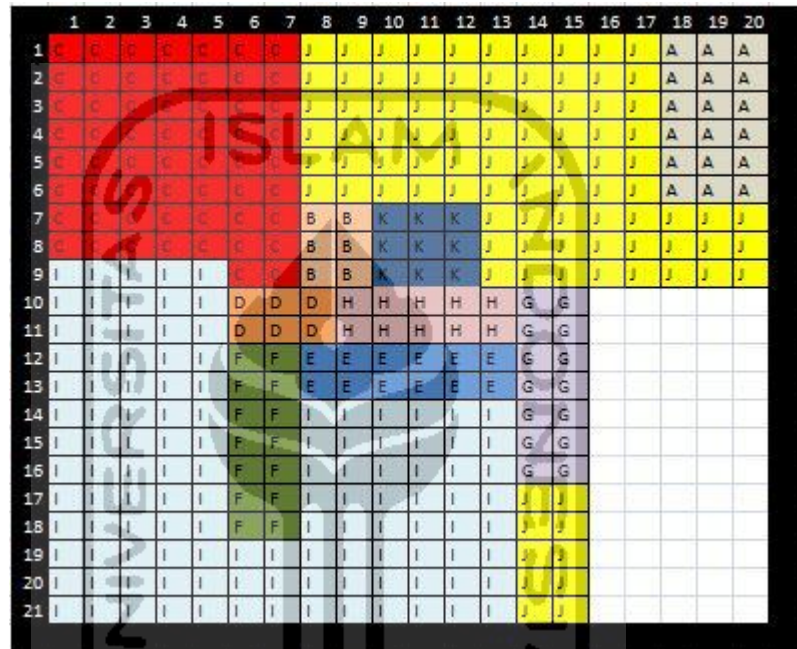 1 2 3 4 5 6 7 8 9 10 11 12 13 14 15 16 17 18 19 20
1 C C C C C C C J J J J J J J J J J A A A
2 C C C C C C C J J J J J J J J J J A A A
3 C C C C C C C J J J J J J J J J J A A A
4 C C C C C C C J J J J J J J J J J A A A
5 C C C C C C C J J J J J J J J J J A A A
6 C C C C C C C J J J J J J J J J J A A A
7 C C C C C C C B B K K K J J J J J J J J
8 C C C C C C C B B K K K J J J J J J J J
9 I I I I I C C B B K K K J J J J J J J J
10 I I I I I D D D H H H H H G G
11 I I I I I D D D H H H H H G G
12 I I I I I F F E E E E E E G G
13 I I I I I F F E E E E E E G G
14 I I I I I F F I I I I I I G G
15 I I I I I F F I I I I I I G G
16 I I I I I F F I I I I I I G G
17 I I I I I F F I I I I I I J J
18 I I I I I F F I I I I I I J J
19 I I I I I I I I I I I I I J J
20 I I I I I I I I I I I I I J J
21 I I I I I I I I I I I I I J J
NIVERSITAS ISLAM INDONESI